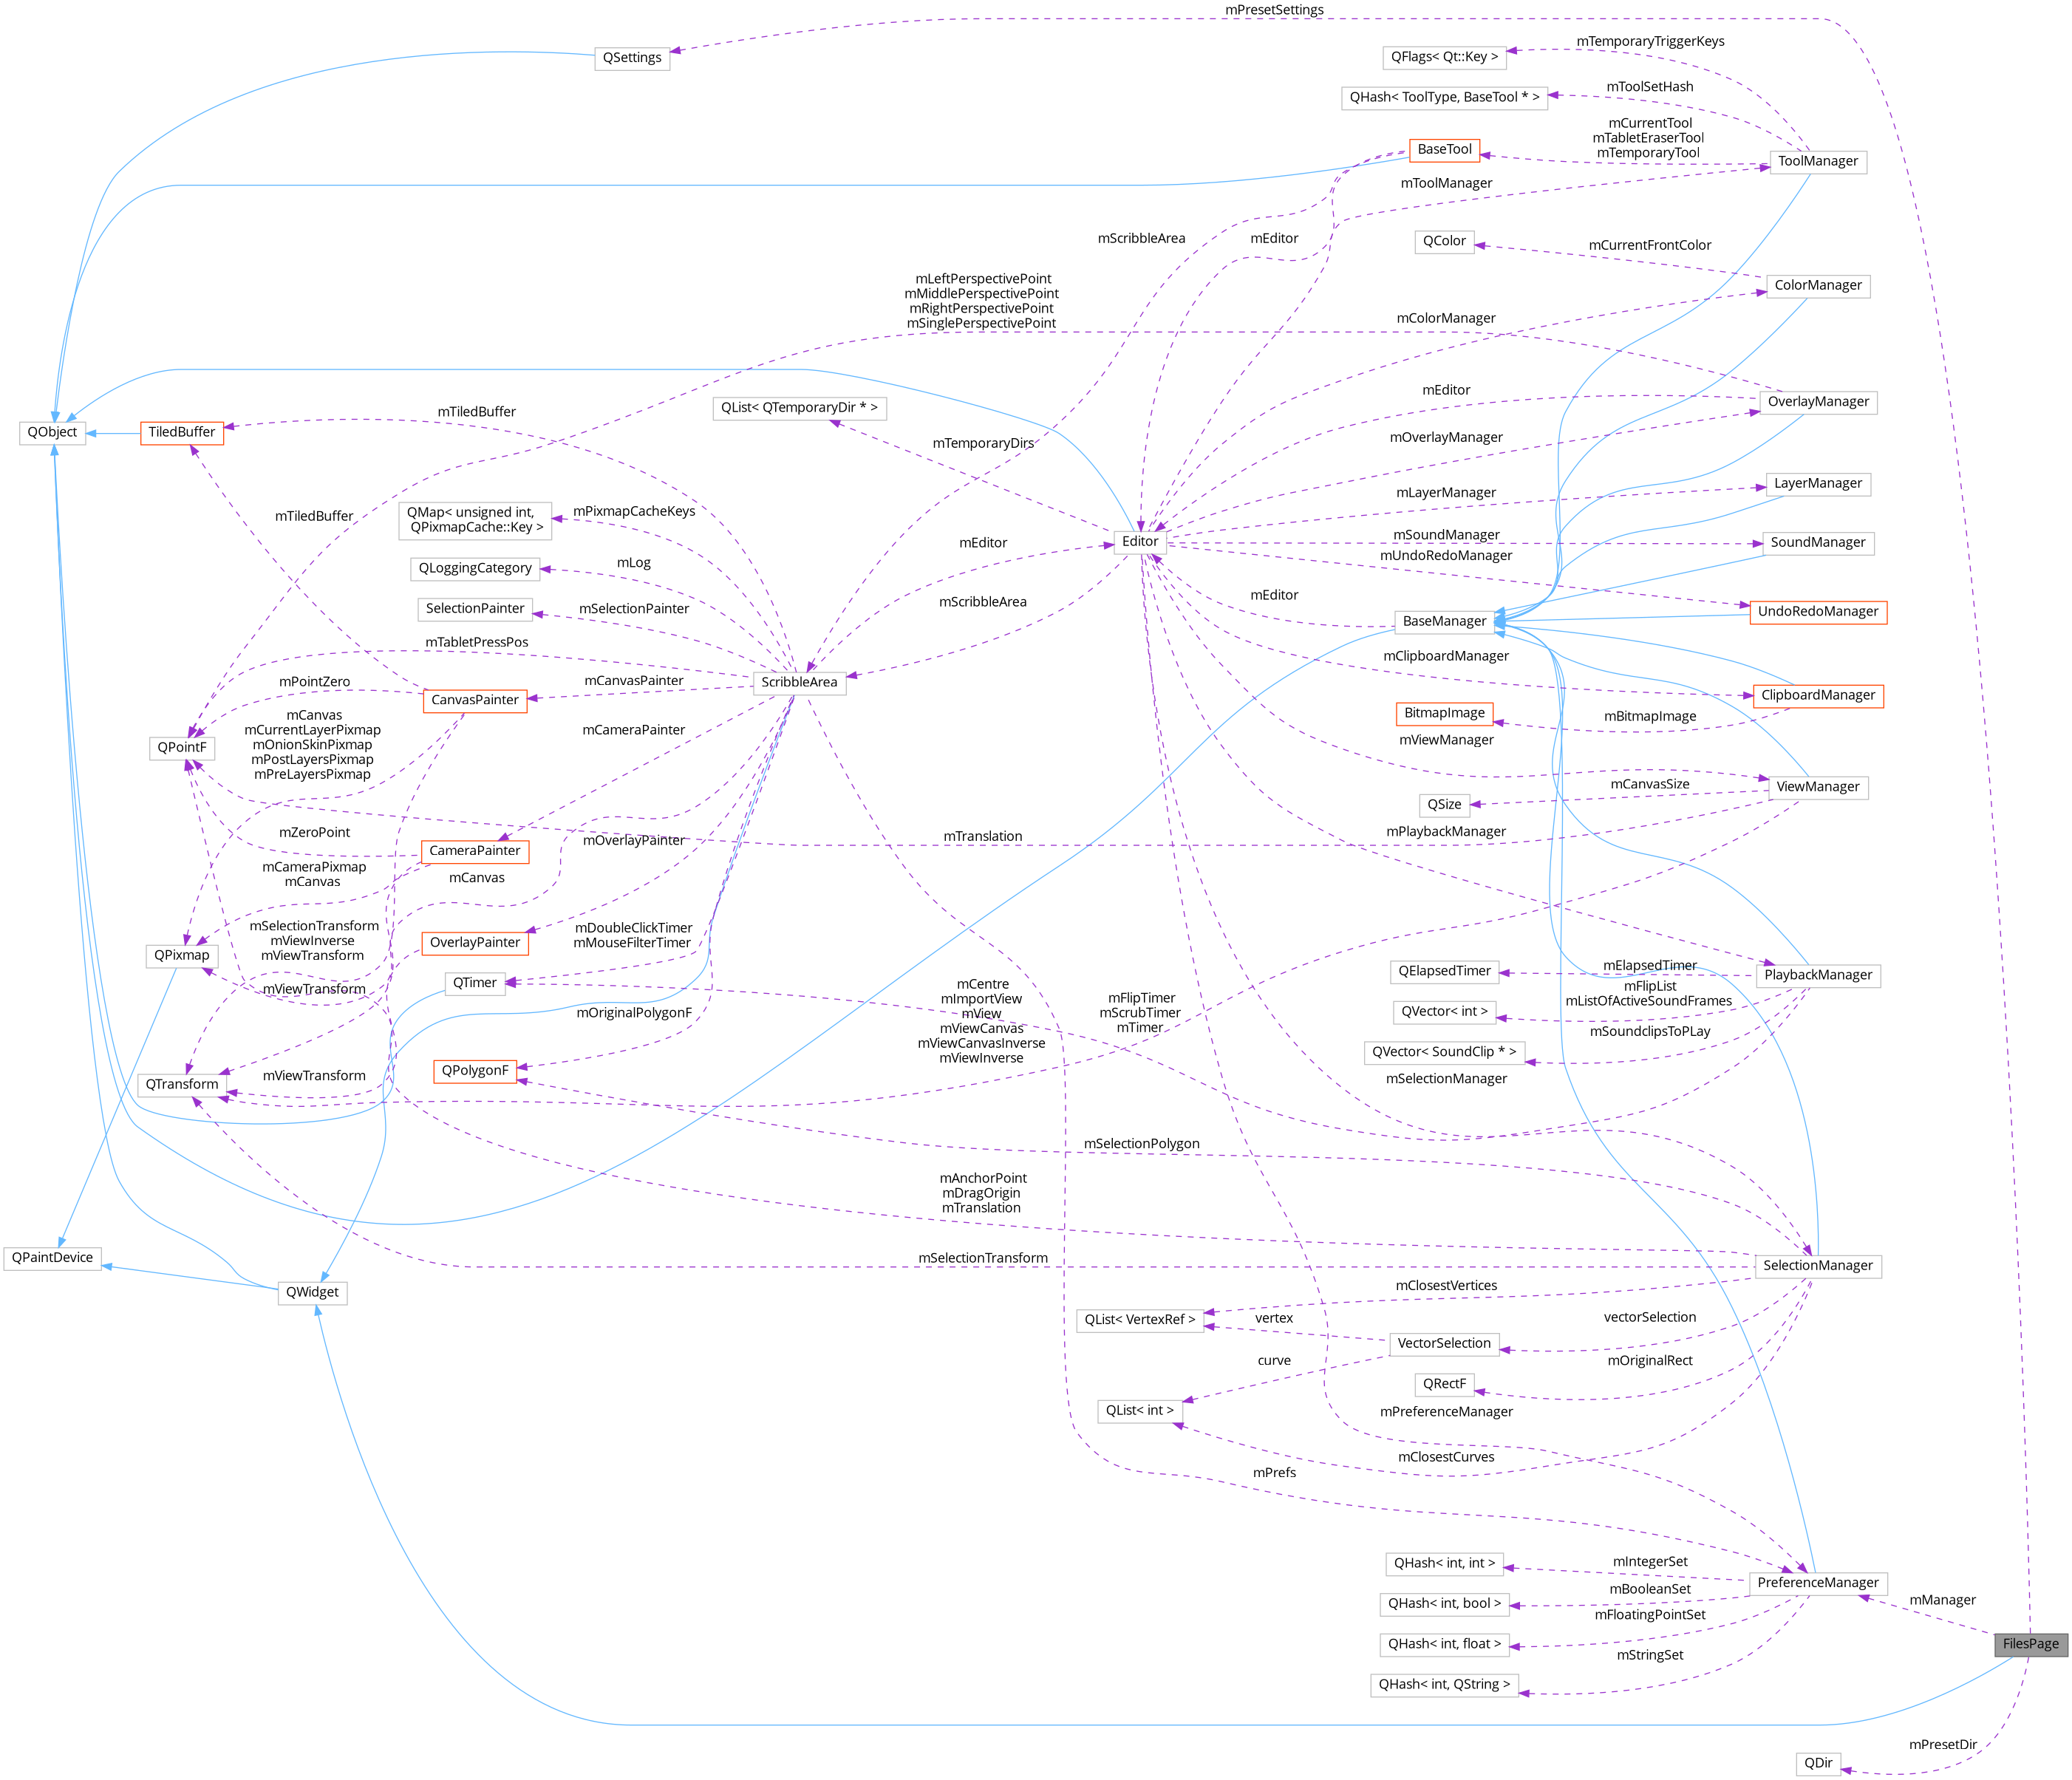 mPresetSettings
QSettings
mTemporaryTriggerKeys
QFlags< Qt::Key >
mToolSetHash
QHash< ToolType, BaseTool * >
mCurrentTool
mTabletEraserTool
mTemporaryTool
BaseTool
ToolManager
mToolManager
mScribbleArea
mEditor
QColor
mCurrentFrontColor
ColorManager
mLeftPerspectivePoint
mMiddlePerspectivePoint
mRightPerspectivePoint
mSinglePerspectivePoint
mColorManager
mEditor
OverlayManager
QList< QTemporaryDir * >
mTiledBuffer
QObject
TiledBuffer
mTemporaryDirs
mOverlayManager
LayerManager
mLayerManager
QMap< unsigned int,
QPixmapCache::Key >
mPixmapCacheKeys
mTiledBuffer
mEditor
Editor
mSoundManager
SoundManager
mUndoRedoManager
QLoggingCategory
mLog
SelectionPainter
mSelectionPainter
mScribbleArea
mEditor
BaseManager
UndoRedoManager
mTabletPressPos
mPointZero
CanvasPainter
mCanvasPainter
ScribbleArea
mClipboardManager
ClipboardManager
BitmapImage
mBitmapImage
mCanvas
mCurrentLayerPixmap
mOnionSkinPixmap
mPostLayersPixmap
mPreLayersPixmap
QPointF
mCameraPainter
mViewManager
mCanvasSize
ViewManager
QSize
mZeroPoint
CameraPainter
mOverlayPainter
mTranslation
mPlaybackManager
mCameraPixmap
mCanvas
mCanvas
mSelectionTransform
mViewInverse
mViewTransform
OverlayPainter
mDoubleClickTimer
mMouseFilterTimer
QPixmap
QTimer
mViewTransform
mOriginalPolygonF
mCentre
mImportView
mView
mViewCanvas
mViewCanvasInverse
mViewInverse
mFlipTimer
mScrubTimer
mTimer
QElapsedTimer
mElapsedTimer
PlaybackManager
mFlipList
mListOfActiveSoundFrames
QVector< int >
mSoundclipsToPLay
QVector< SoundClip * >
QTransform
mViewTransform
QPolygonF
mSelectionManager
mSelectionPolygon
mAnchorPoint
mDragOrigin
mTranslation
QPaintDevice
mSelectionTransform
SelectionManager
QWidget
mClosestVertices
QList< VertexRef >
vertex
VectorSelection
vectorSelection
curve
mOriginalRect
QRectF
QList< int >
mPreferenceManager
mClosestCurves
mPrefs
QHash< int, int >
mIntegerSet
PreferenceManager
mBooleanSet
QHash< int, bool >
mManager
mFloatingPointSet
QHash< int, float >
FilesPage
mStringSet
QHash< int, QString >
mPresetDir
QDir